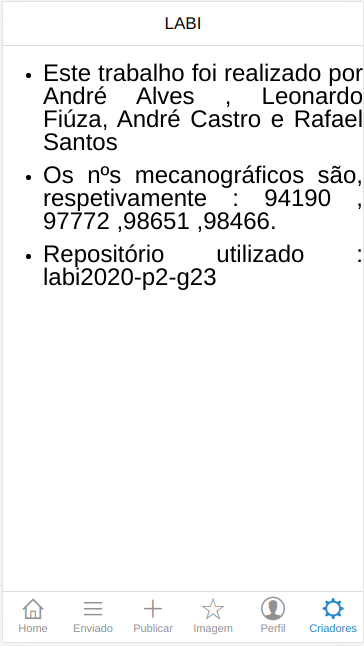 LABI
Este trabalho foi realizado por
André Alves , Leonardo
Fiúza, André Castro e Rafael
Santos
Os nºs mecanográficos são,
respetivamente : 94190 ,
97772 ,98651 ,98466.
Repositório utilizado :
labi2020-p2-g23
Home Enviado Publicar Imagem Perfil Criadores